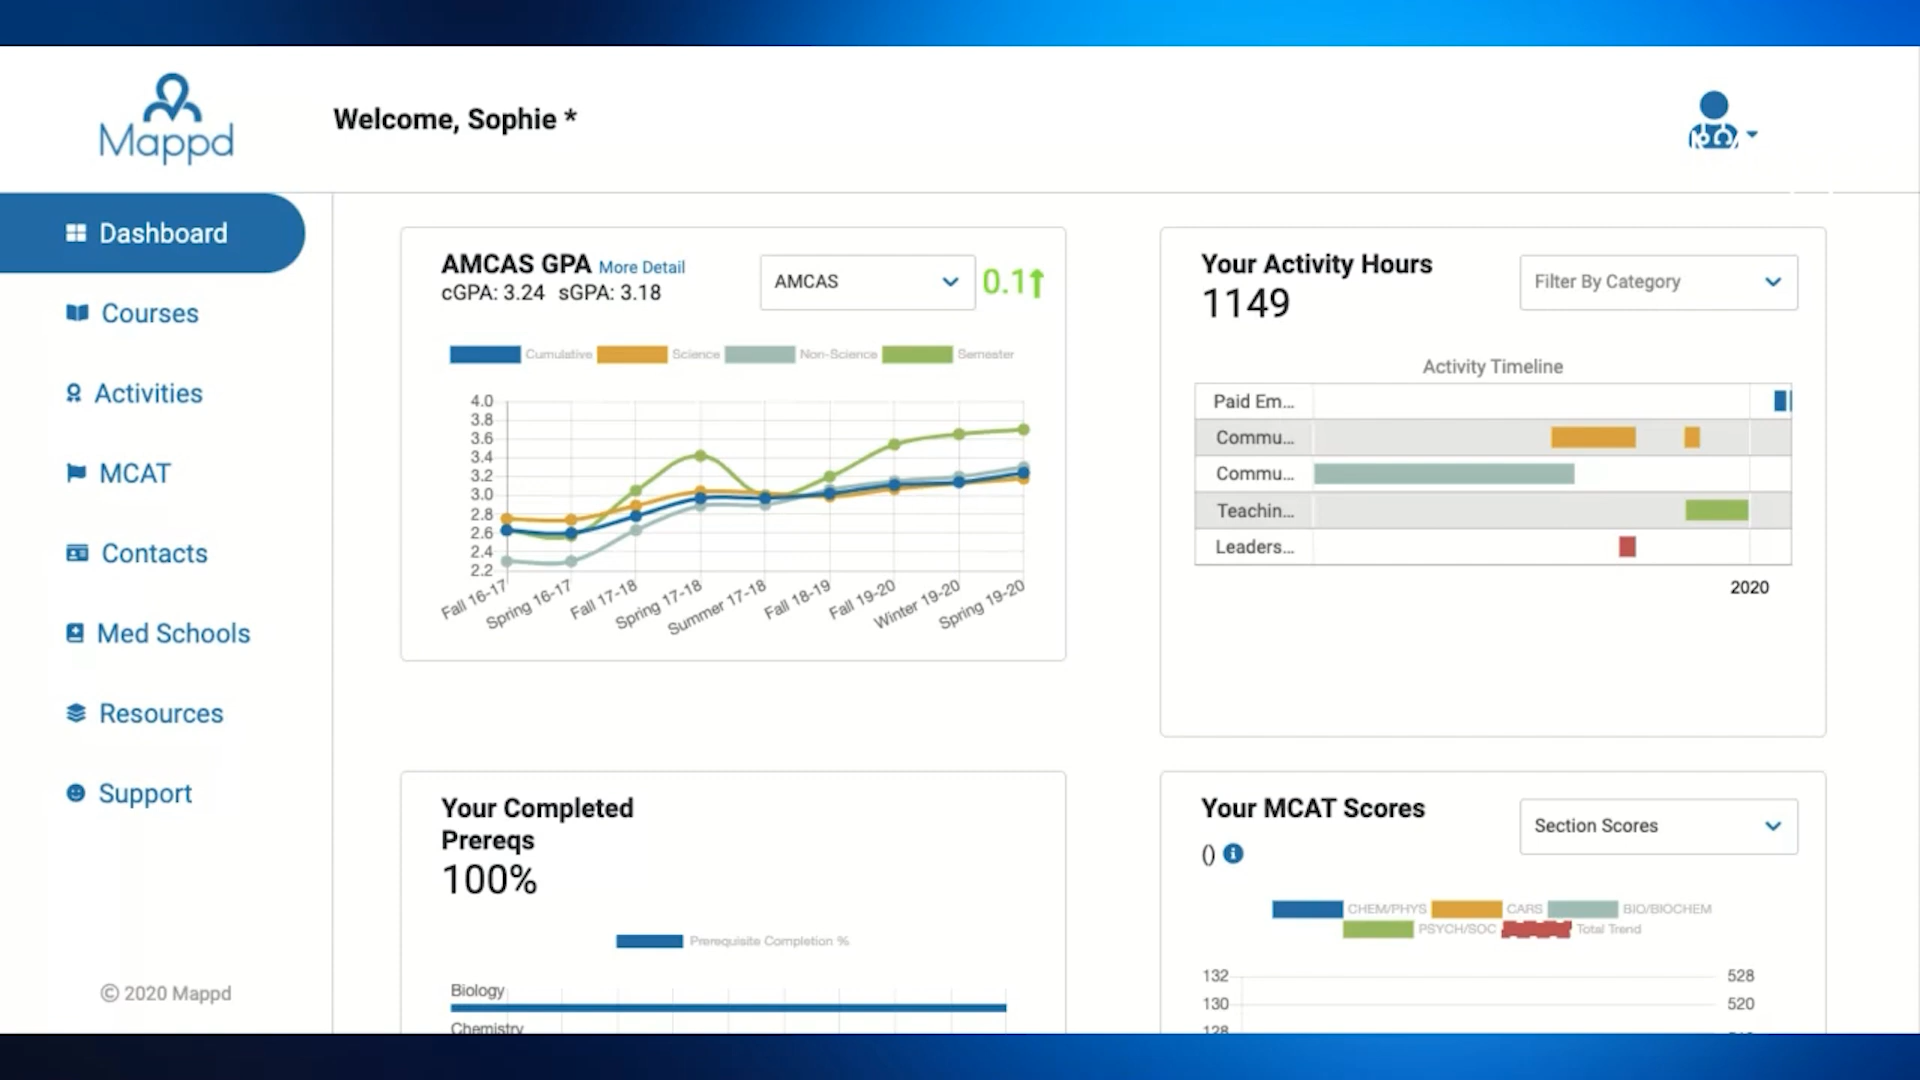 Mappd
Welcome, Sophie *
Dashboard
Courses
Activities
MCAT
Contacts
Med Schools
Resources
Support
© 2020 Mappd
AMCAS GPA More Detail
cGPA: 3.24 sGPA: 3.18
AMCAS
0.1↑
Cumulative Science Non-Science Semester
4.0
3.8
3.6
3.4
3.2
3.0
2.8
2.6
2.4
2.2
Fall 16-17 Spring 16-17 Fall 17-18 Spring 17-18 Summer 17-18 Fall 18-19 Fall 19-20 Winter 19-20 Spring 19-20
Your Activity Hours
1149
Filter By Category
Activity Timeline
Paid Em...
Commu...
Commu...
Teachin...
Leaders...
2020
Your Completed
Prereqs
100%
Prerequisite Completion %
Biology
Chemistry
Your MCAT Scores
()
Section Scores
CHEM/PHYS CARS BIO/BIOCHEM
PSYCH/SOC Total Trend
132 528
130 520
128